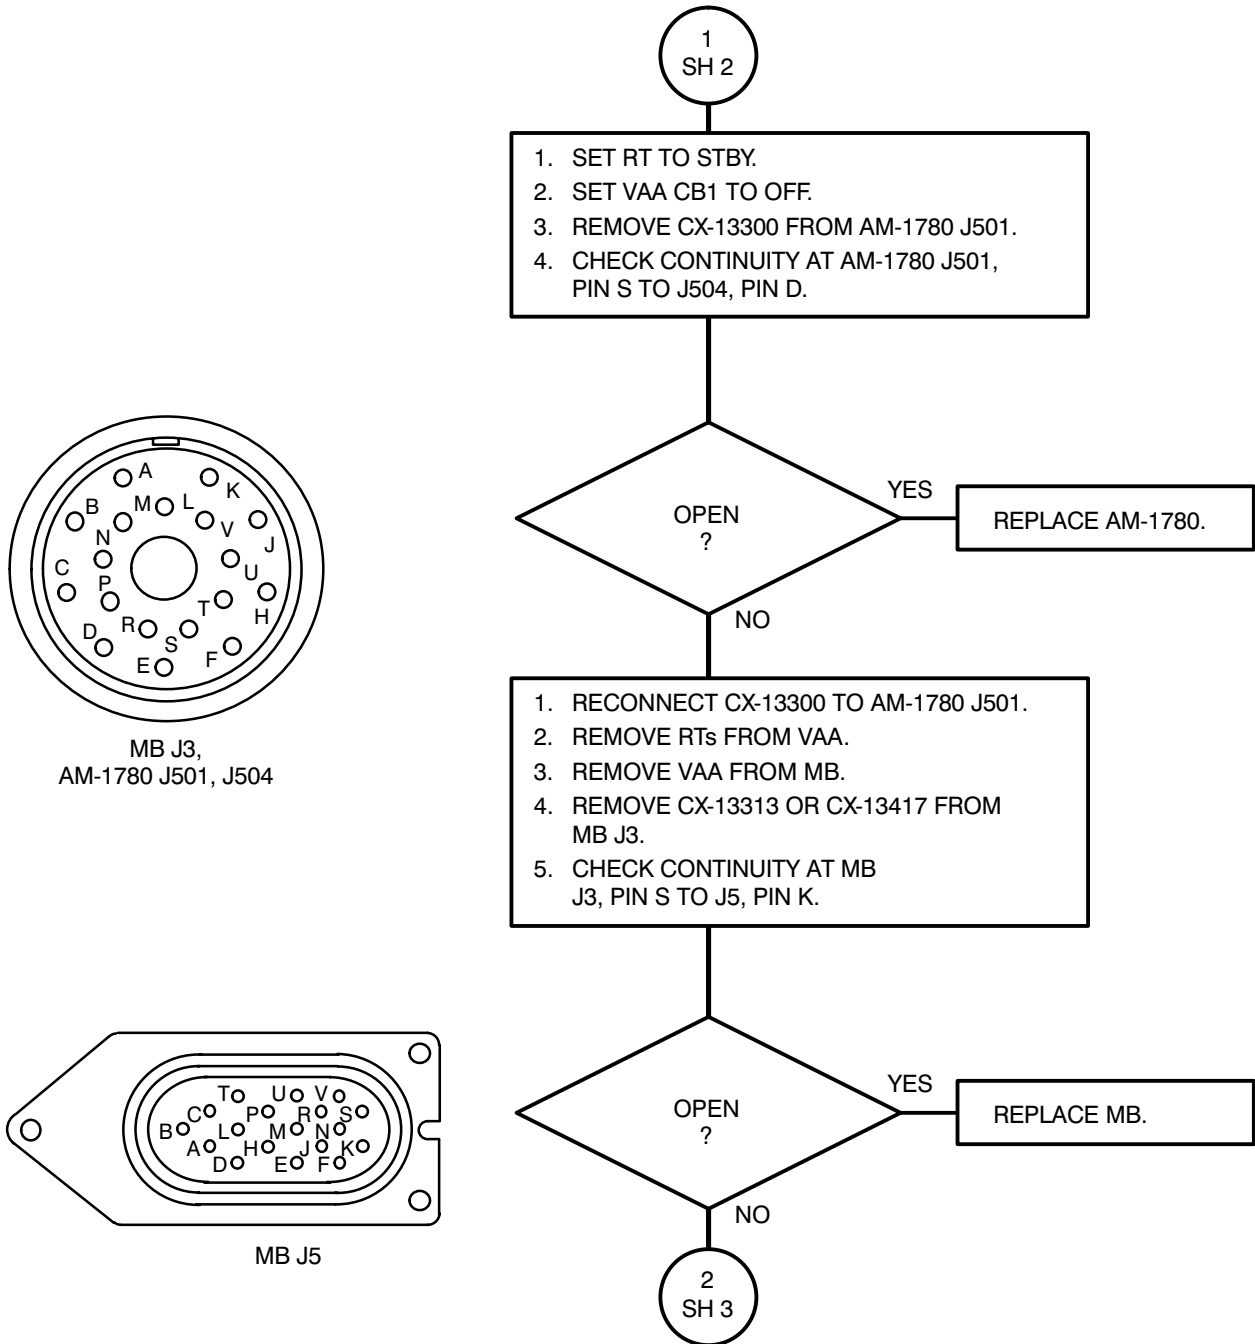 1
SH 2
1. SET RT TO STBY.
2. SET VAA CB1 TO OFF.
3. REMOVE CX-13300 FROM AM-1780 J501.
4. CHECK CONTINUITY AT AM-1780 J501,
PIN S TO J504, PIN D.
OPEN
?
YES
REPLACE AM-1780.
NO
A
K
B
M
L
J
N
V
C
U
P
T
H
D
R
S
F
E
MB J3,
AM-1780 J501, J504
1. RECONNECT CX-13300 TO AM-1780 J501.
2. REMOVE RTs FROM VAA.
3. REMOVE VAA FROM MB.
4. REMOVE CX-13313 OR CX-13417 FROM
MB J3.
5. CHECK CONTINUITY AT MB
J3, PIN S TO J5, PIN K.
OPEN
?
YES
REPLACE MB.
NO
T U V
C P R S
B L M N
A H J K
D E F
MB J5
2
SH 3